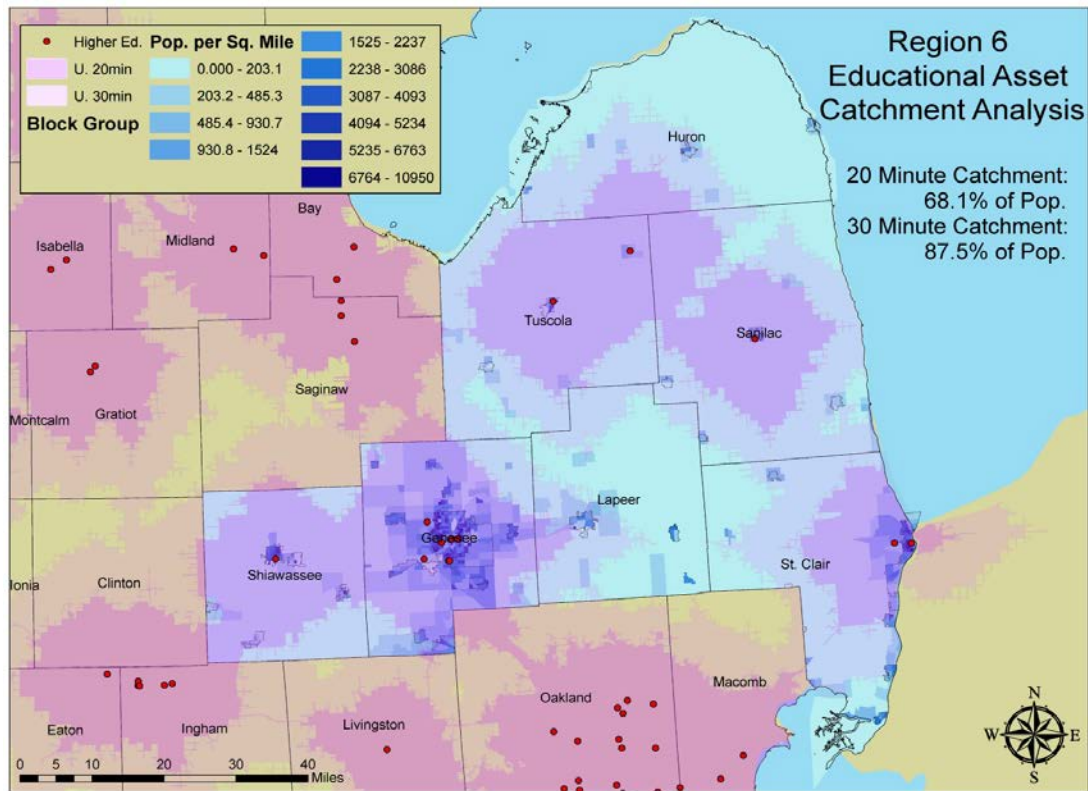 Higher Ed.
U. 20min
U. 30min
Block Group
Pop. per Sq. Mile
0.000 - 203.1
203.2 - 485.3
485.4 - 930.7
930.8 - 1524
1525 - 2237
2238 - 3086
3087 - 4093
4094 - 5234
5235 - 6763
6764 - 10950
Region 6
Educational Asset
Catchment Analysis
20 Minute Catchment:
68.1% of Pop.
30 Minute Catchment:
87.5% of Pop.
Huron
Bay
Isabella
Midland
Tuscola
Sanilac
Saginaw
Montcalm
Gratiot
Lapeer
Genesee
Shiawassee
St. Clair
Ionia
Clinton
Macomb
Oakland
Eaton
Ingham
Livingston
N
W
E
S
0 5 10 20 30 40
Miles